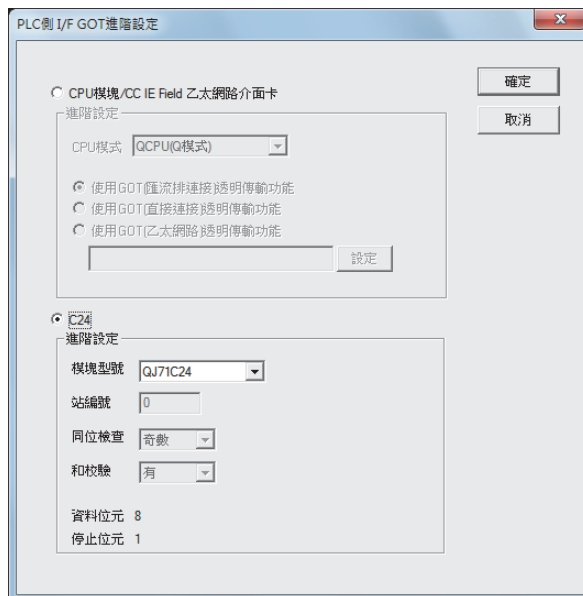 PLC側 I/F GOT進階設定
確定
取消
CPU模塊/CC IE Field 乙太網路介面卡
進階設定
CPU模式 QCPU(Q模式)
使用GOT(匯流排連接)透明傳輸功能
使用GOT(直接連接)透明傳輸功能
使用GOT(乙太網路)透明傳輸功能
設定
C24
進階設定
模塊型號 QJ71C24
站編號 0
同位檢查 奇數
和校驗 有
資料位元 8
停止位元 1